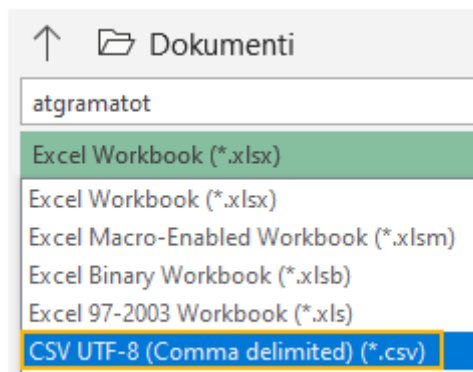 Dokumenti
atgramatot
Excel Workbook (*.xlsx)
Excel Workbook (*.xlsx)
Excel Macro-Enabled Workbook (*.xlsm)
Excel Binary Workbook (*.xlsb)
Excel 97-2003 Workbook (*.xls)
CSV UTF-8 (Comma delimited) (*.csv)